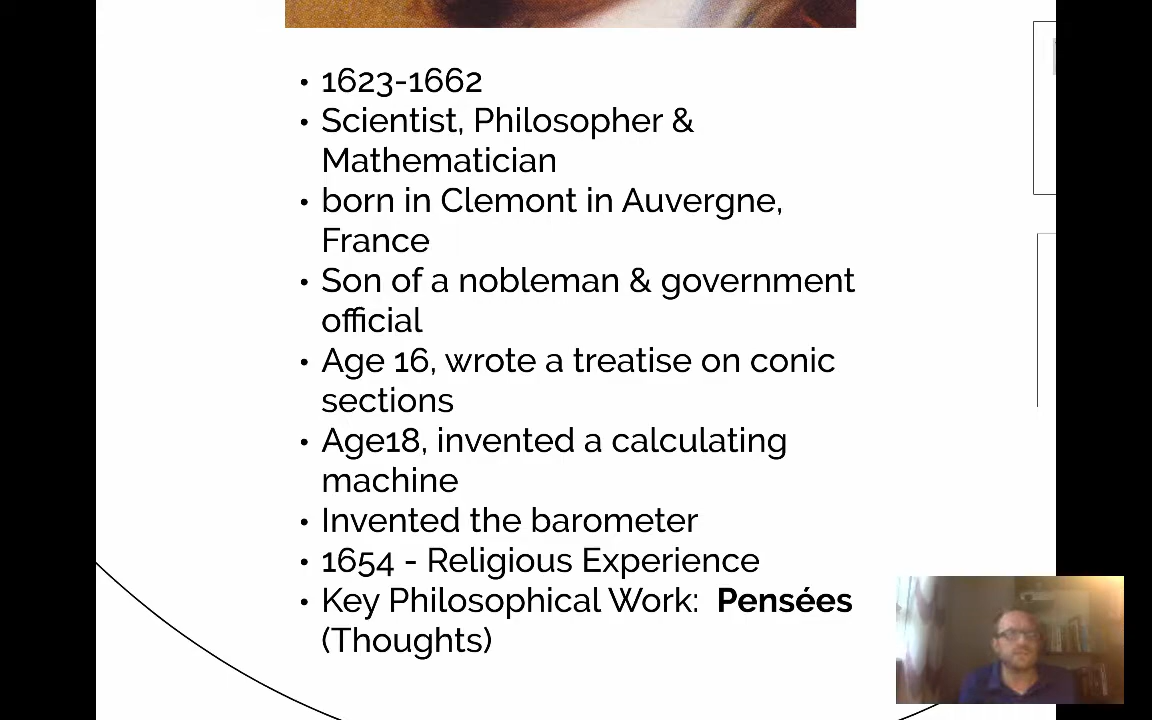 • 1623-1662
• Scientist, Philosopher &
Mathematician
• born in Clemont in Auvergne,
France
• Son of a nobleman & government
official
• Age 16, wrote a treatise on conic
sections
• Age18, invented a calculating
machine
• Invented the barometer
• 1654 - Religious Experience
• Key Philosophical Work: Pensées
(Thoughts)